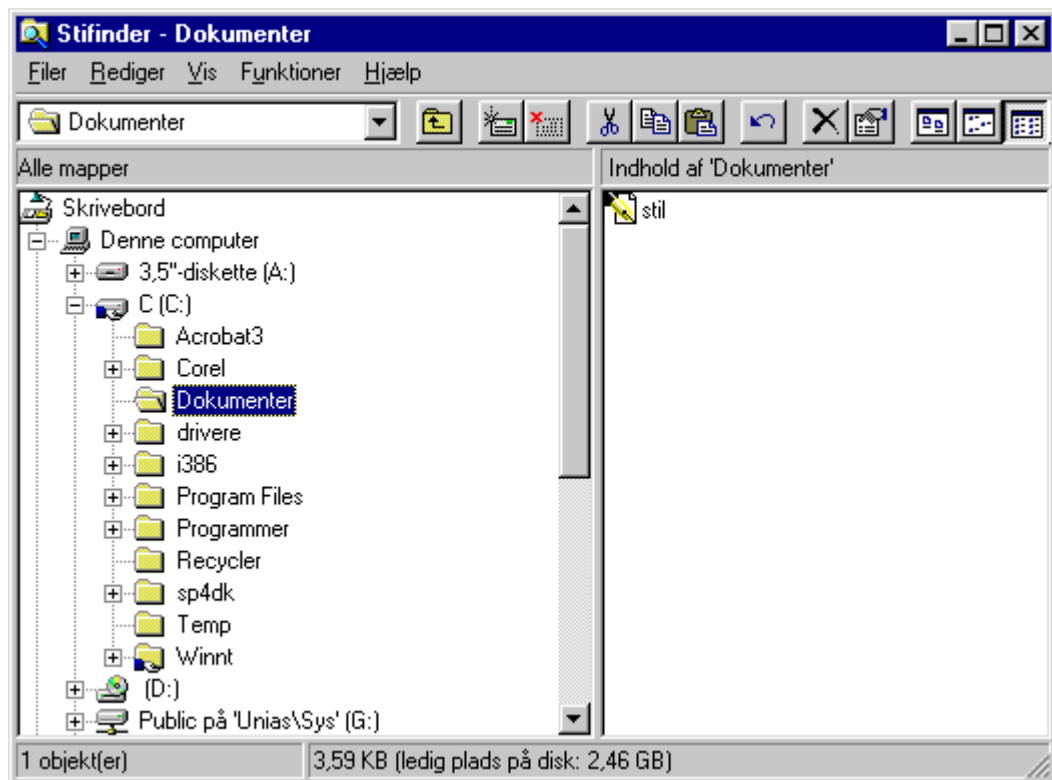 Stifinder - Dokumenter
Filer Rediger Vis Funktioner Hjælp
Dokumenter
Alle mapper
Indhold af 'Dokumenter'
Skrivebord
Denne computer
3,5"-diskette (A:)
C (C:)
Acrobat3
Corel
Dokumenter
drivere
i386
Program Files
Programmer
Recycler
sp4dk
Temp
Winnt
(D:)
Public på 'Unias\Sys' (G:)
stil
1 objekt(er)
3,59 KB (ledig plads på disk: 2,46 GB)